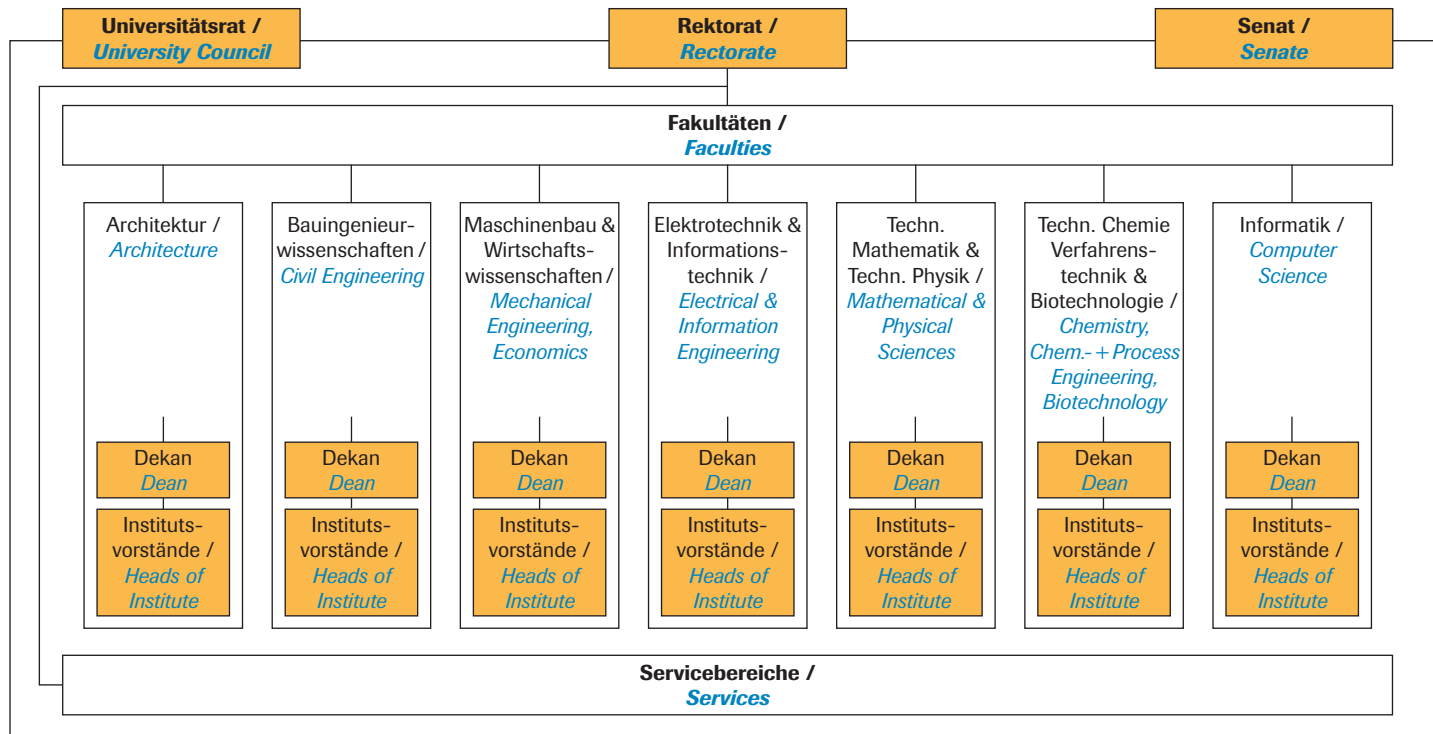 Universitätsrat /
University Council
Rektorat /
Rectorate
Senat /
Senate
Fakultäten /
Faculties
Architektur /
Architecture
Bauingenieur-
wissenschaften /
Civil Engineering
Maschinenbau &
Wirtschafts-
wissenschaften /
Mechanical
Engineering,
Economics
Elektrotechnik &
Informations-
technik /
Electrical &
Information
Engineering
Techn.
Mathematik &
Techn. Physik /
Mathematical &
Physical
Sciences
Techn. Chemie
Verfahrens-
technik &
Biotechnologie /
Chemistry,
Chem.- + Process
Engineering,
Biotechnology
Informatik /
Computer
Science
Dekan
Dean
Dekan
Dean
Dekan
Dean
Dekan
Dean
Dekan
Dean
Dekan
Dean
Dekan
Dean
Instituts-
vorstände /
Heads of
Institute
Instituts-
vorstände /
Heads of
Institute
Instituts-
vorstände /
Heads of
Institute
Instituts-
vorstände /
Heads of
Institute
Instituts-
vorstände /
Heads of
Institute
Instituts-
vorstände /
Heads of
Institute
Instituts-
vorstände /
Heads of
Institute
Servicebereiche /
Services